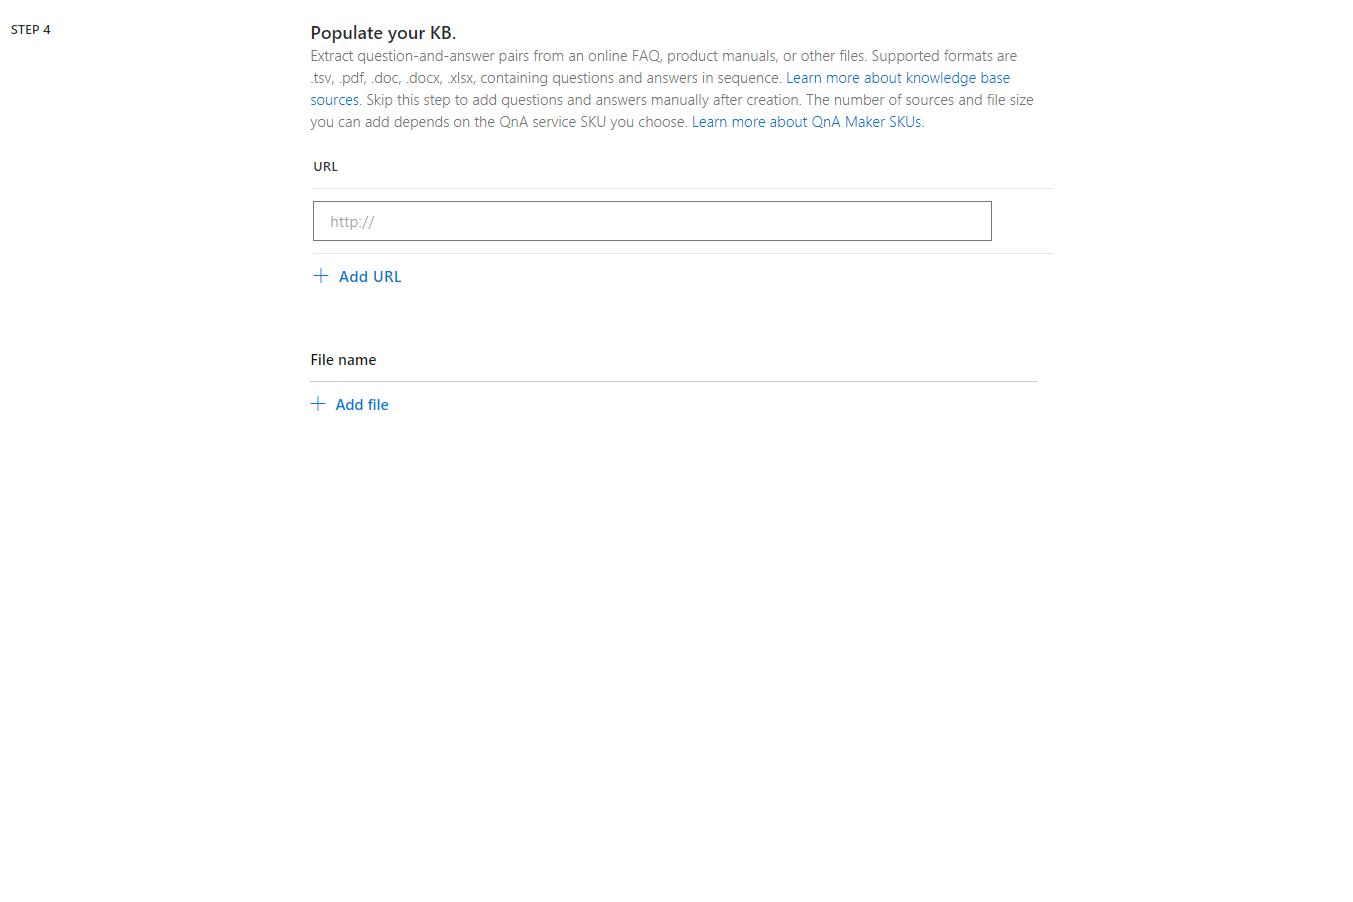 STEP 4
Populate your KB.
Extract question-and-answer pairs from an online FAQ, product manuals, or other files. Supported formats are
.tsv, .pdf, .doc, .docx, .xlsx, containing questions and answers in sequence. Learn more about knowledge base
sources. Skip this step to add questions and answers manually after creation. The number of sources and file size
you can add depends on the QnA service SKU you choose. Learn more about QnA Maker SKUs.
URL
http://
Add URL
File name
Add file